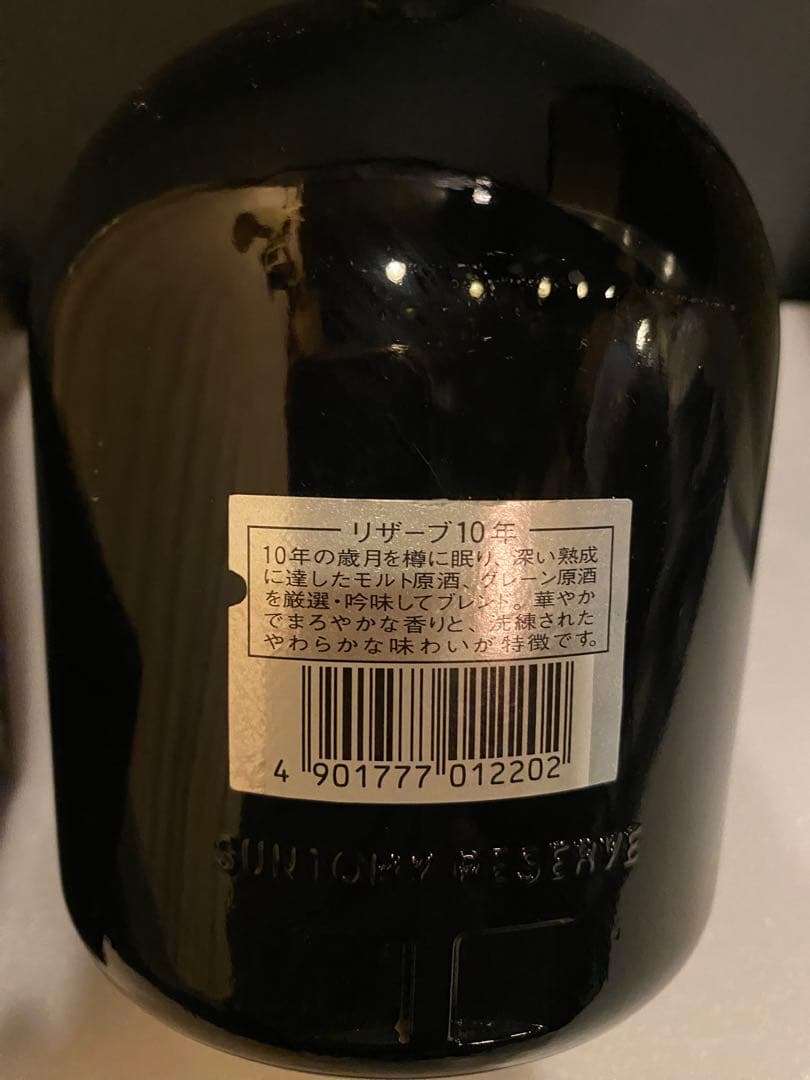 リザーブ10年
10年の歳月を樽に眠り、深い熟成
に達したモルト原酒、グレーン原酒
を厳選・吟味してブレンド。華やか
でまろやかな香りと、洗練された
やわらかな味わいが特徴です。
4 901777 012202
SUNTORY RESERVE